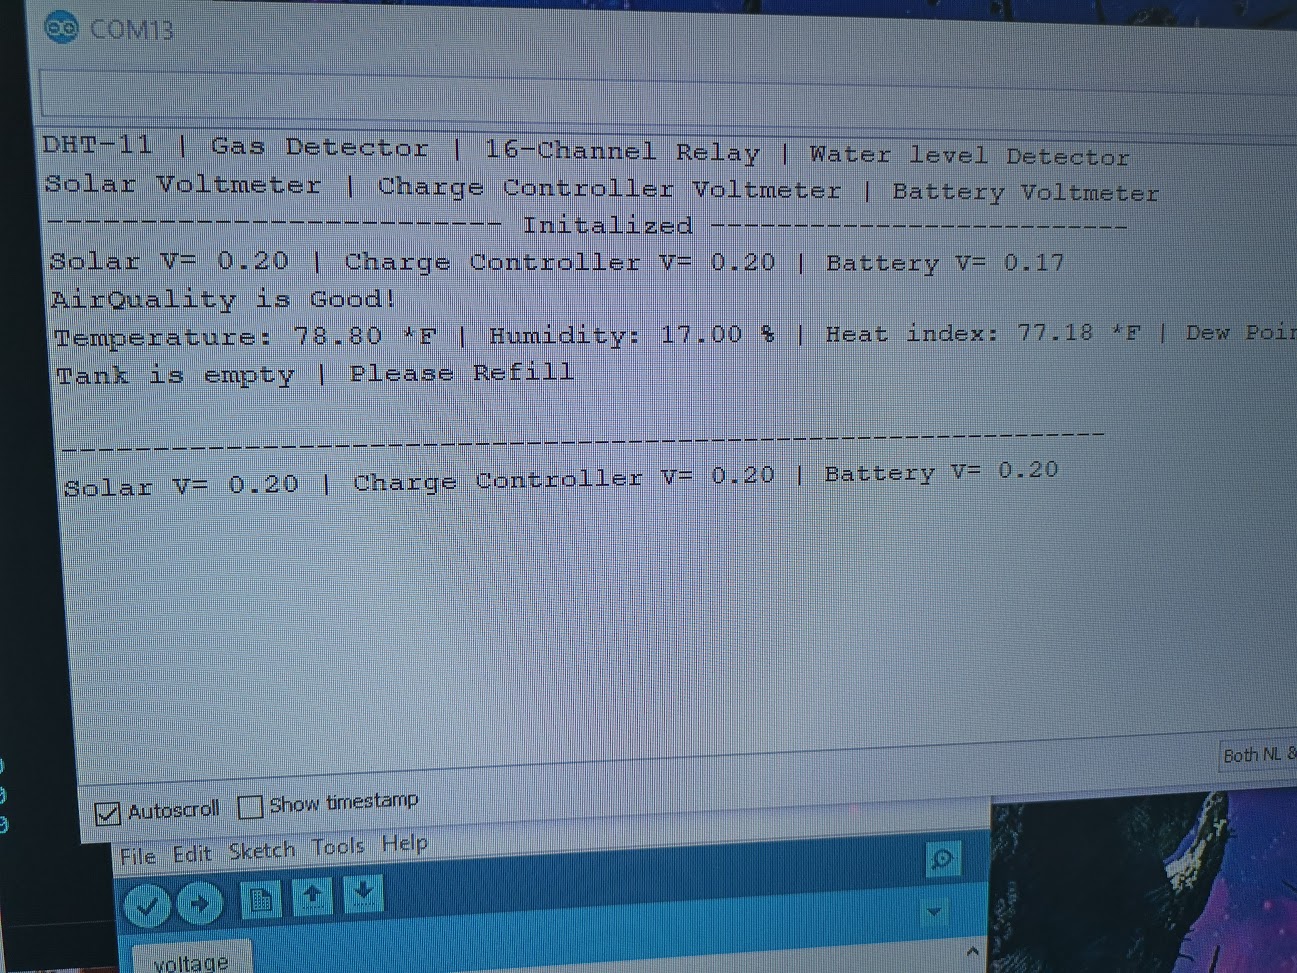 COM13
DHT-11 | Gas Detector | 16-Channel Relay | Water level Detector
Solar Voltmeter | Charge Controller Voltmeter | Battery Voltmeter
------------------------- Initalized -----------------------
Solar V= 0.20 | Charge Controller V= 0.20 | Battery V= 0.17
AirQuality is Good!
Temperature: 78.80 *F | Humidity: 17.00 % | Heat index: 77.18 *F | Dew Poin
Tank is empty | Please Refill
---------------------------------------------------------
Solar V= 0.20 | Charge Controller V= 0.20 | Battery V= 0.20
Both NL &
Autoscroll Show timestamp
File Edit Sketch Tools Help
voltage